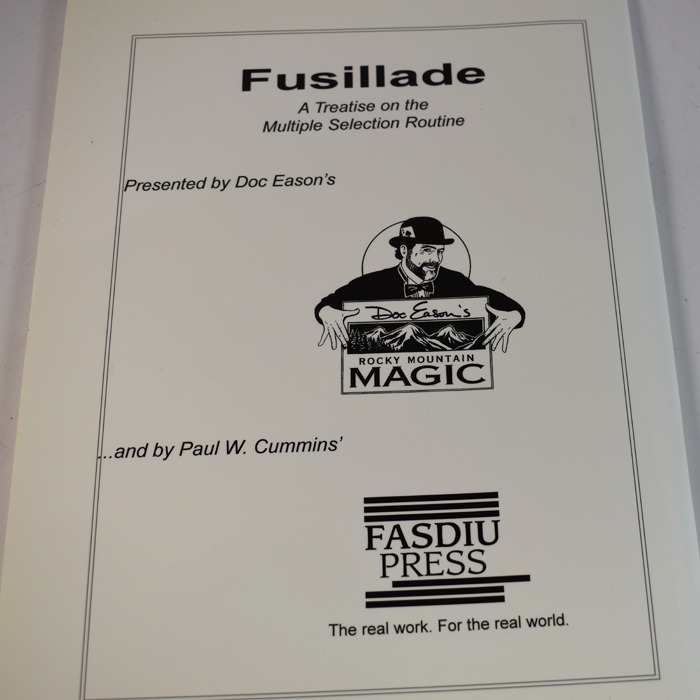 Fusillade
A Treatise on the
Multiple Selection Routine
Presented by Doc Eason's
Doc Eason's
ROCKY MOUNTAIN
MAGIC
...and by Paul W. Cummins'
FASDIU
PRESS
The real work. For the real world.